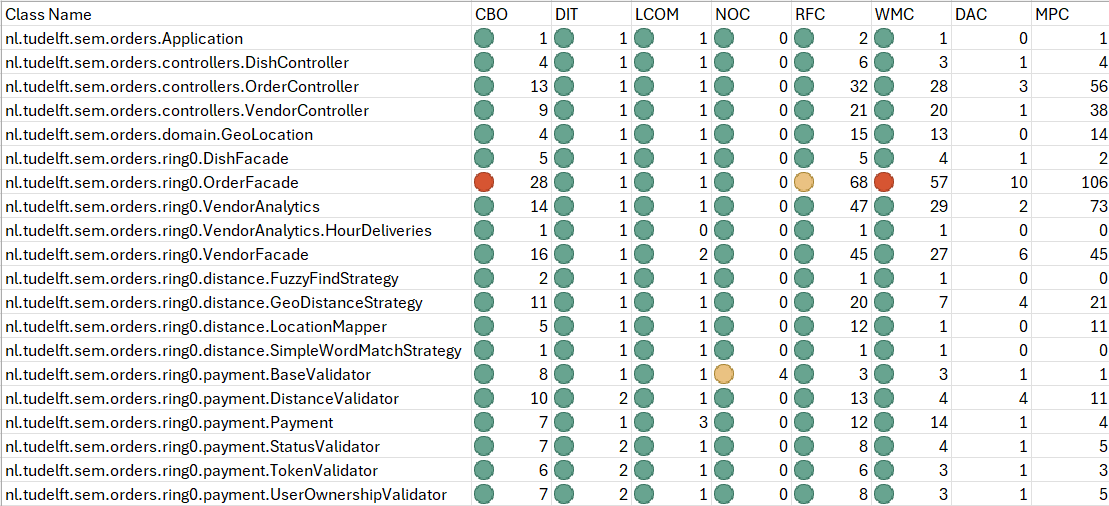 Class Name CBO DIT LCOM NOC RFC WMC DAC MPC
nl.tudelft.sem.orders.Application 1 1 1 0 2 1 0 1
nl.tudelft.sem.orders.controllers.DishController 4 1 1 0 6 3 1 4
nl.tudelft.sem.orders.controllers.OrderController 13 1 1 0 32 28 3 56
nl.tudelft.sem.orders.controllers.VendorController 9 1 1 0 21 20 1 38
nl.tudelft.sem.orders.domain.GeoLocation 4 1 1 0 15 13 0 14
nl.tudelft.sem.orders.ring0.DishFacade 5 1 1 0 5 4 1 2
nl.tudelft.sem.orders.ring0.OrderFacade 28 1 1 0 68 57 10 106
nl.tudelft.sem.orders.ring0.VendorAnalytics 14 1 1 0 47 29 2 73
nl.tudelft.sem.orders.ring0.VendorAnalytics.HourDeliveries 1 1 0 0 1 1 0 0
nl.tudelft.sem.orders.ring0.VendorFacade 16 1 2 0 45 27 6 45
nl.tudelft.sem.orders.ring0.distance.FuzzyFindStrategy 2 1 1 0 1 1 0 0
nl.tudelft.sem.orders.ring0.distance.GeoDistanceStrategy 11 1 1 0 20 7 4 21
nl.tudelft.sem.orders.ring0.distance.LocationMapper 5 1 1 0 12 1 0 11
nl.tudelft.sem.orders.ring0.distance.SimpleWordMatchStrategy 1 1 1 0 1 1 0 0
nl.tudelft.sem.orders.ring0.payment.BaseValidator 8 1 1 4 3 3 1 1
nl.tudelft.sem.orders.ring0.payment.DistanceValidator 10 2 1 0 13 4 4 11
nl.tudelft.sem.orders.ring0.payment.Payment 7 1 3 0 12 14 1 4
nl.tudelft.sem.orders.ring0.payment.StatusValidator 7 2 1 0 8 4 1 5
nl.tudelft.sem.orders.ring0.payment.TokenValidator 6 2 1 0 6 3 1 3
nl.tudelft.sem.orders.ring0.payment.UserOwnershipValidator 7 2 1 0 8 3 1 5